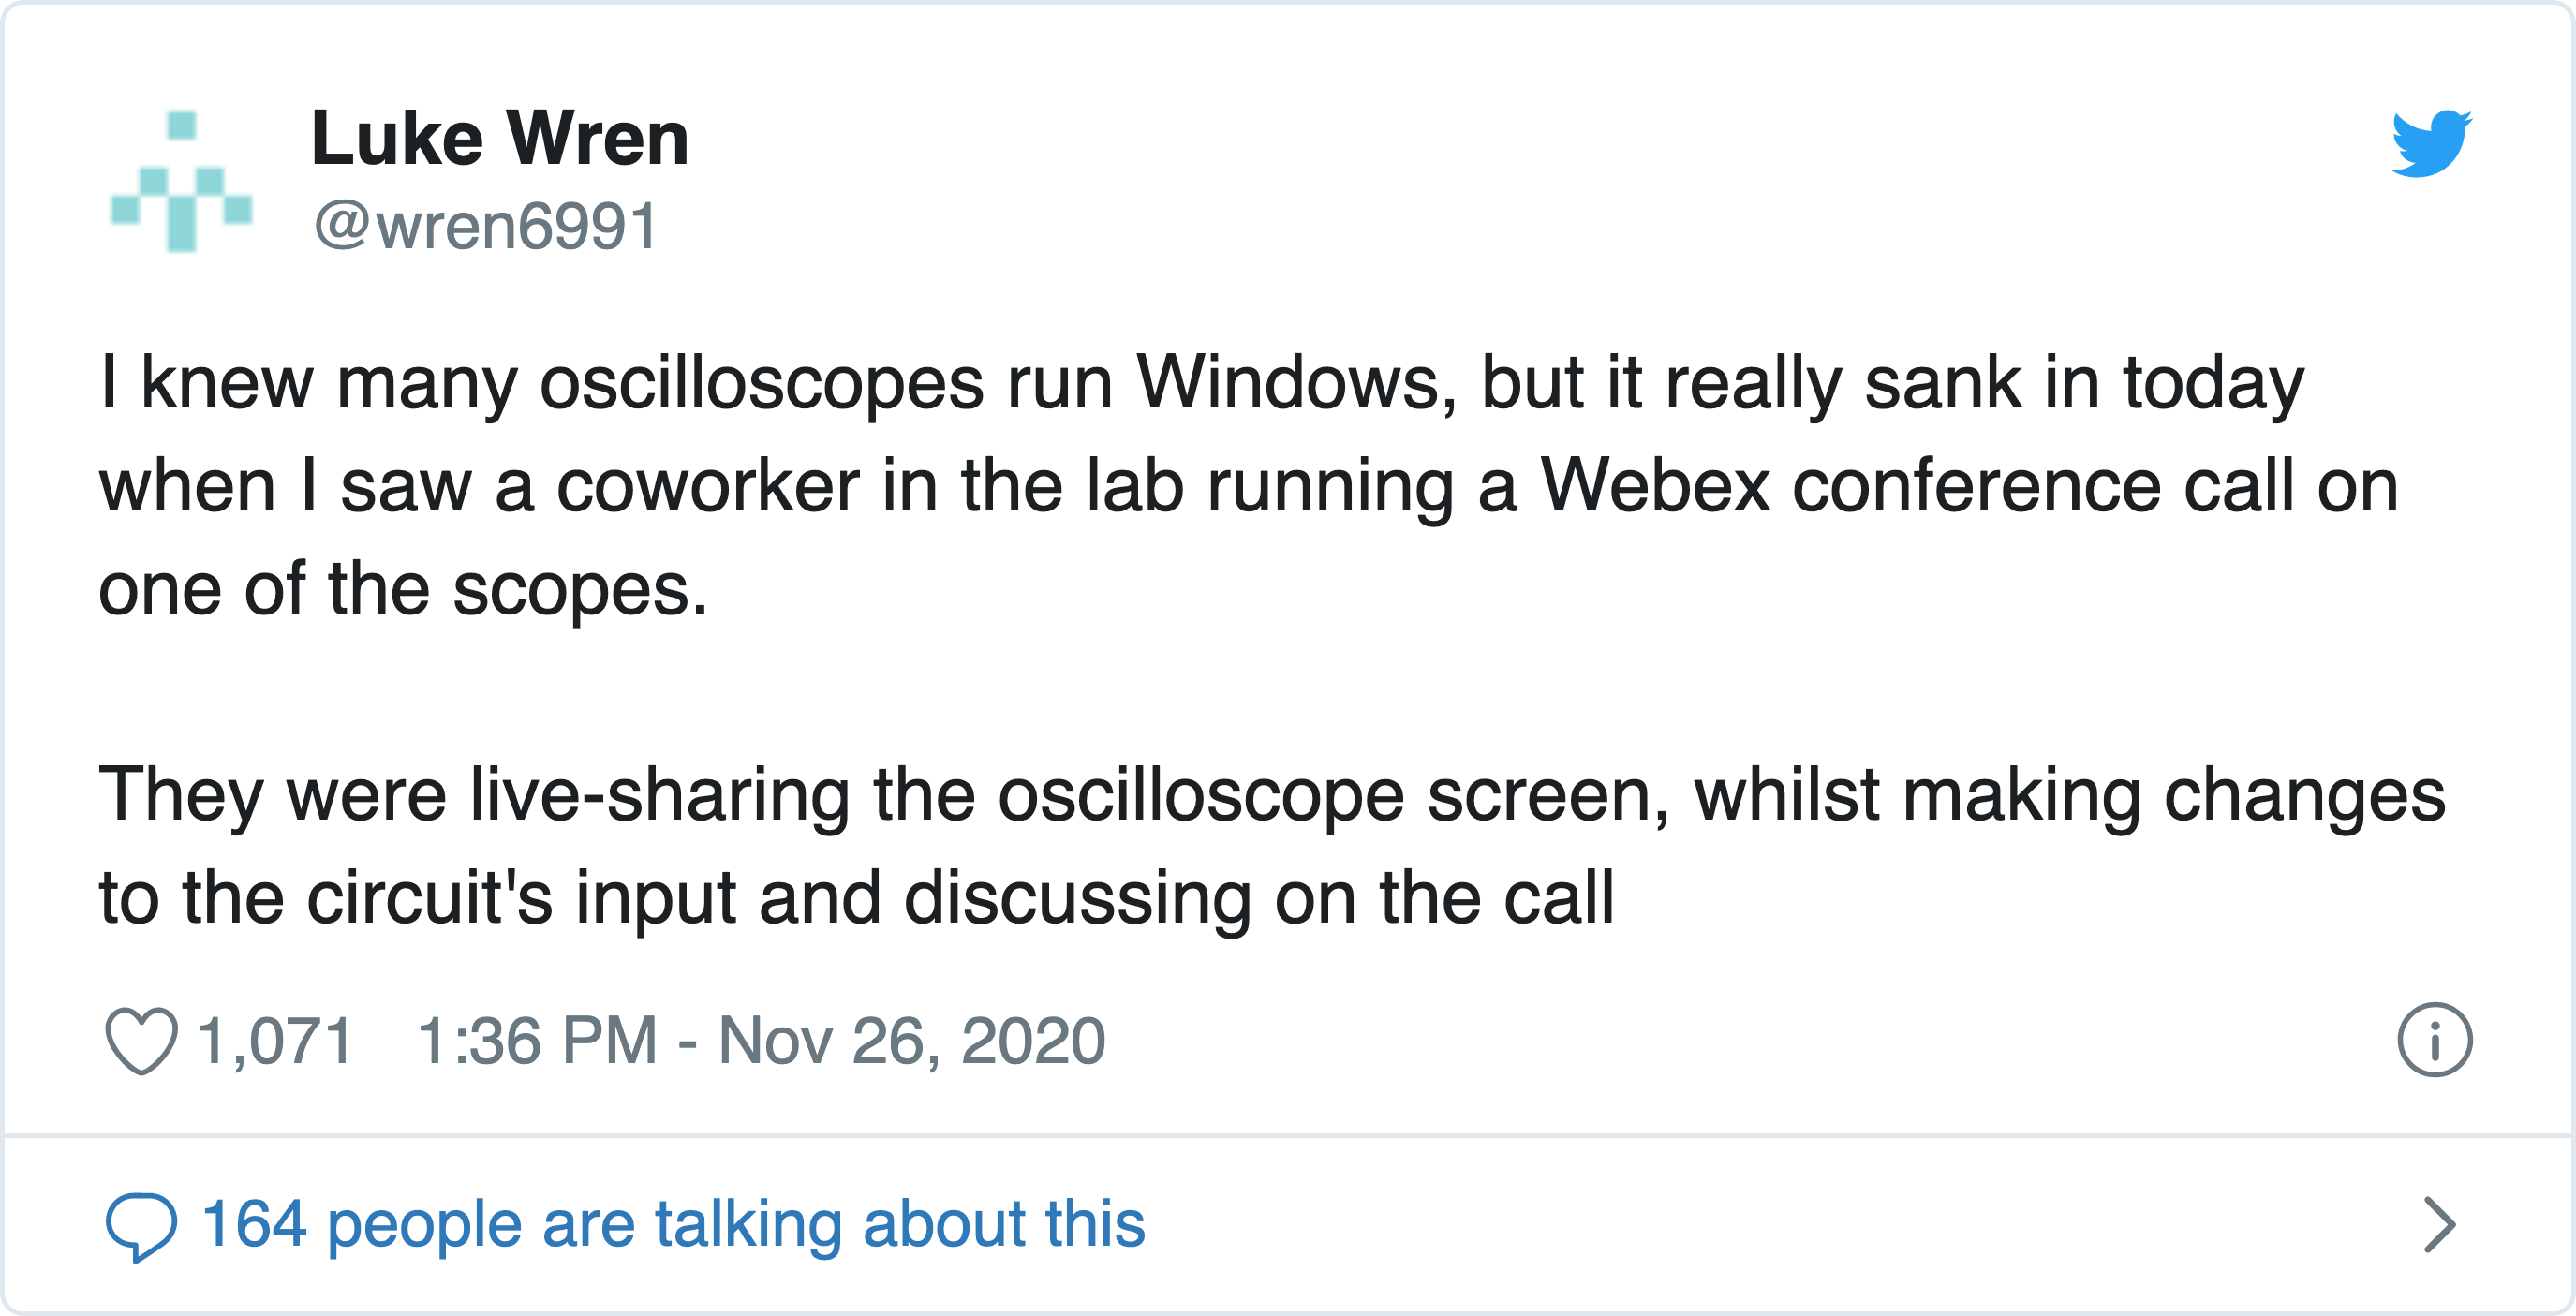 Luke Wren
@wren6991
I knew many oscilloscopes run Windows, but it really sank in today
when I saw a coworker in the lab running a Webex conference call on
one of the scopes.
They were live-sharing the oscilloscope screen, whilst making changes
to the circuit's input and discussing on the call
1,071 1:36 PM - Nov 26, 2020
164 people are talking about this